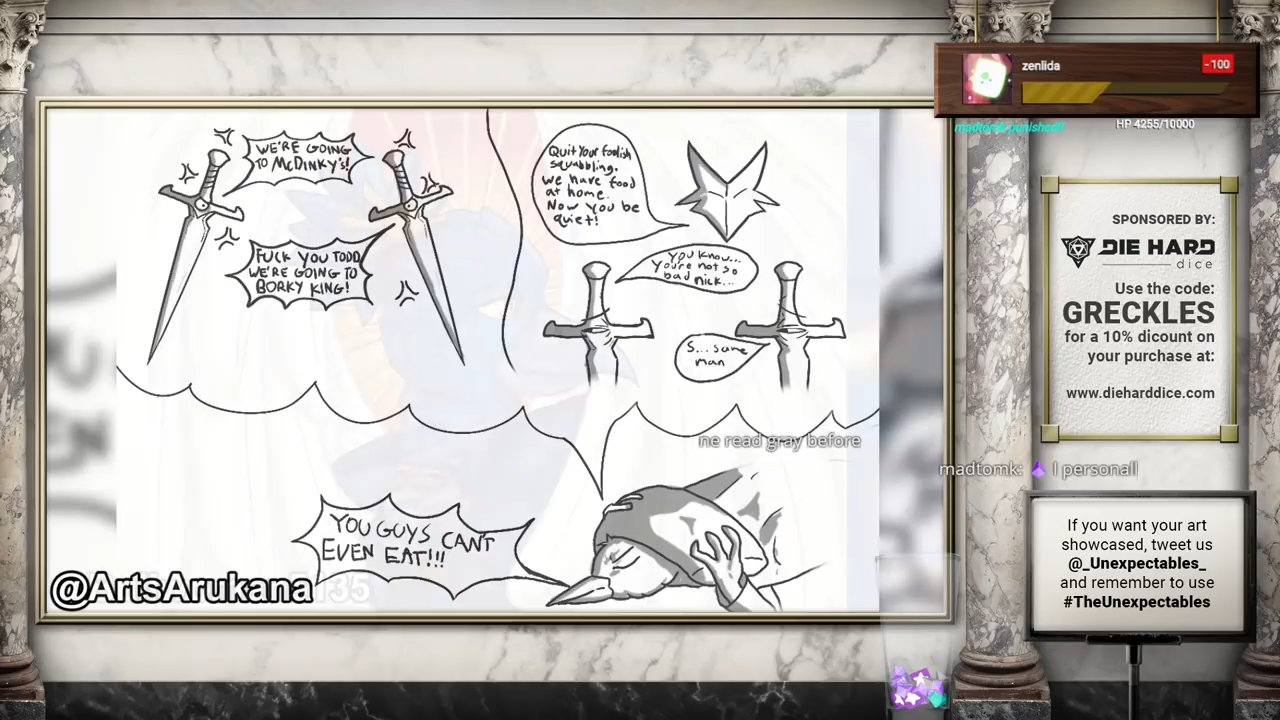 WE'RE GOING
TO McDINKY'S!
FUCK YOU TODD
WE'RE GOING TO
BORKY KING!
Quit Your foolish
squabbling.
we have food
at home.
Now you be
quiet!
you know...
you're not so
bad nick...
S... same
man
YOU GUYS CAN'T
EVEN EAT!!!
@ArtsArukana
zenlida
-100
madtomk punished!!
HP 4255/10000
SPONSORED BY:
DIE HARD
dice
Use the code:
GRECKLES
for a 10% dicount on
your purchase at:
www.dieharddice.com
ne read gray before
madtomk: I personall
If you want your art
showcased, tweet us
@_Unexpectables_
and remember to use
#TheUnexpectables